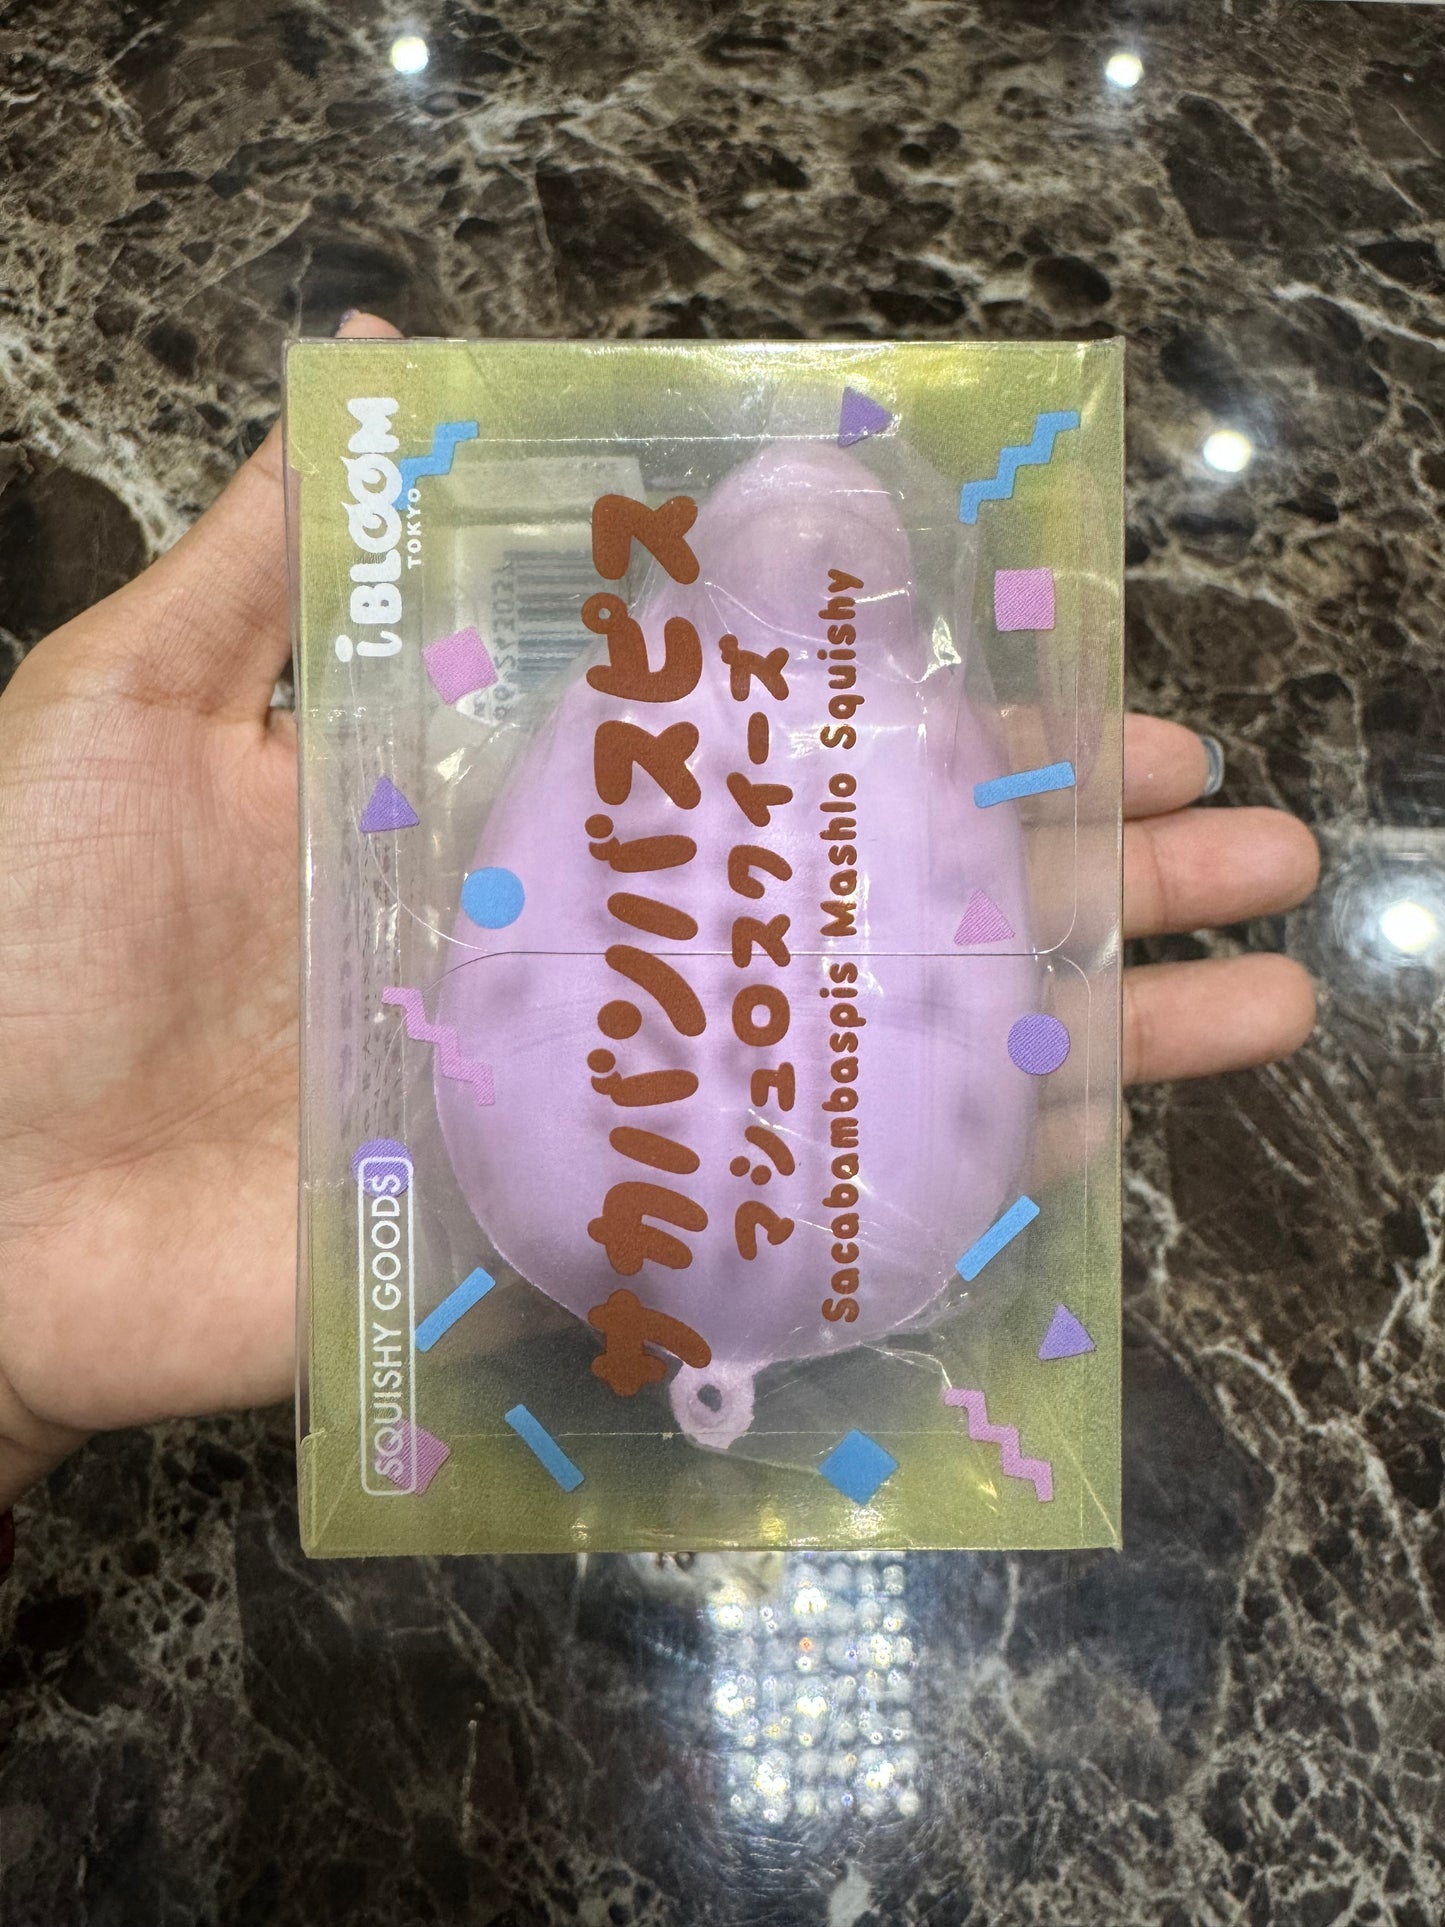 iBLOOM
TOKYO
SQUISHY GOODS
サカバンバスピス
マシュロスクイーズ
Sacabambaspis Mashlo Squishy